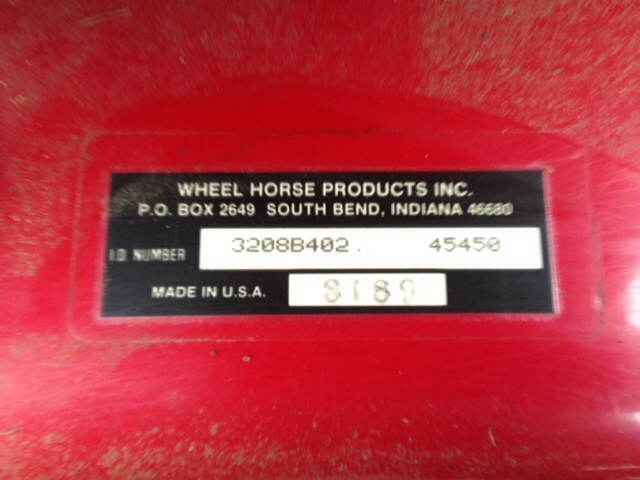 WHEEL HORSE PRODUCTS INC.
P.O. BOX 2649 SOUTH BEND, INDIANA 46680
I.D. NUMBER 3208B402. 45450
MADE IN U.S.A. 8189